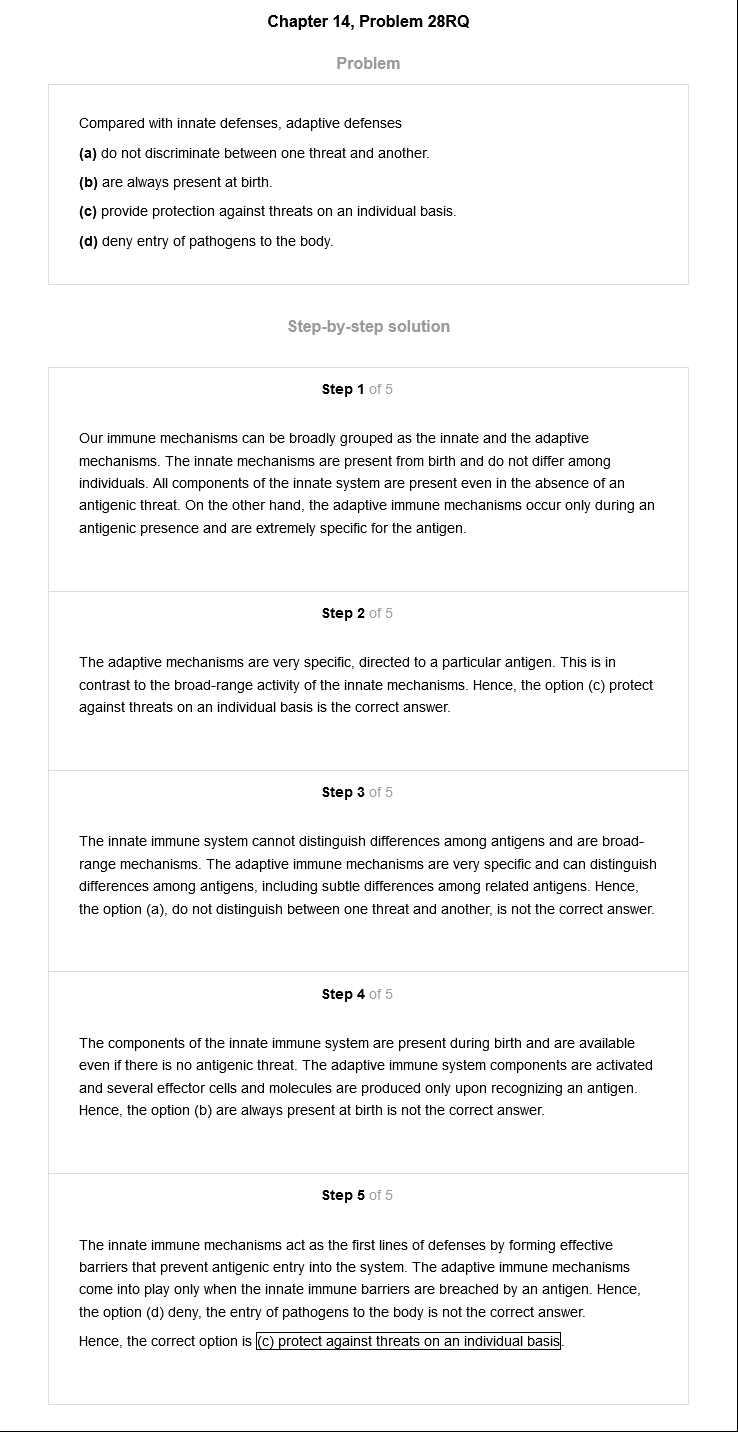 Chapter 14, Problem 28RQ
Problem
Compared with innate defenses, adaptive defenses
(a) do not discriminate between one threat and another.
(b) are always present at birth.
(c) provide protection against threats on an individual basis.
(d) deny entry of pathogens to the body.
Step-by-step solution
Step 1 of 5
Our immune mechanisms can be broadly grouped as the innate and the adaptive
mechanisms. The innate mechanisms are present from birth and do not differ among
individuals. All components of the innate system are present even in the absence of an
antigenic threat. On the other hand, the adaptive immune mechanisms occur only during an
antigenic presence and are extremely specific for the antigen.
Step 2 of 5
The adaptive mechanisms are very specific, directed to a particular antigen. This is in
contrast to the broad-range activity of the innate mechanisms. Hence, the option (c) protect
against threats on an individual basis is the correct answer.
Step 3 of 5
The innate immune system cannot distinguish differences among antigens and are broad-
range mechanisms. The adaptive immune mechanisms are very specific and can distinguish
differences among antigens, including subtle differences among related antigens. Hence,
the option (a), do not distinguish between one threat and another, is not the correct answer.
Step 4 of 5
The components of the innate immune system are present during birth and are available
even if there is no antigenic threat. The adaptive immune system components are activated
and several effector cells and molecules are produced only upon recognizing an antigen.
Hence, the option (b) are always present at birth is not the correct answer.
Step 5 of 5
The innate immune mechanisms act as the first lines of defenses by forming effective
barriers that prevent antigenic entry into the system. The adaptive immune mechanisms
come into play only when the innate immune barriers are breached by an antigen. Hence,
the option (d) deny, the entry of pathogens to the body is not the correct answer.
Hence, the correct option is (c) protect against threats on an individual basis.